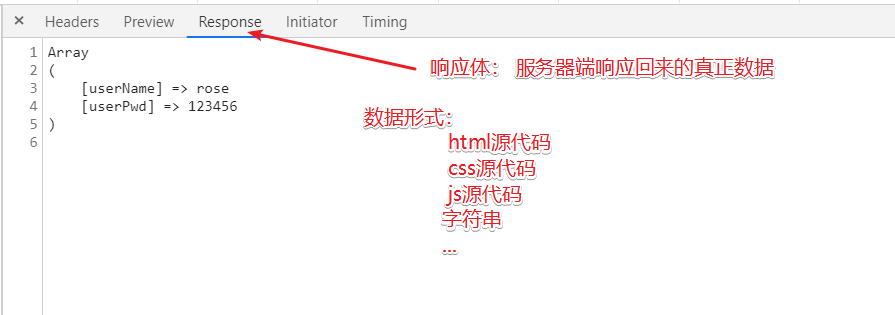 × Headers Preview Response Initiator Timing
1 Array
2 (
3 [userName] => rose
4 [userPwd] => 123456
5 )
6
响应体： 服务器端响应回来的真正数据
数据形式：
html源代码
css源代码
js源代码
字符串
...